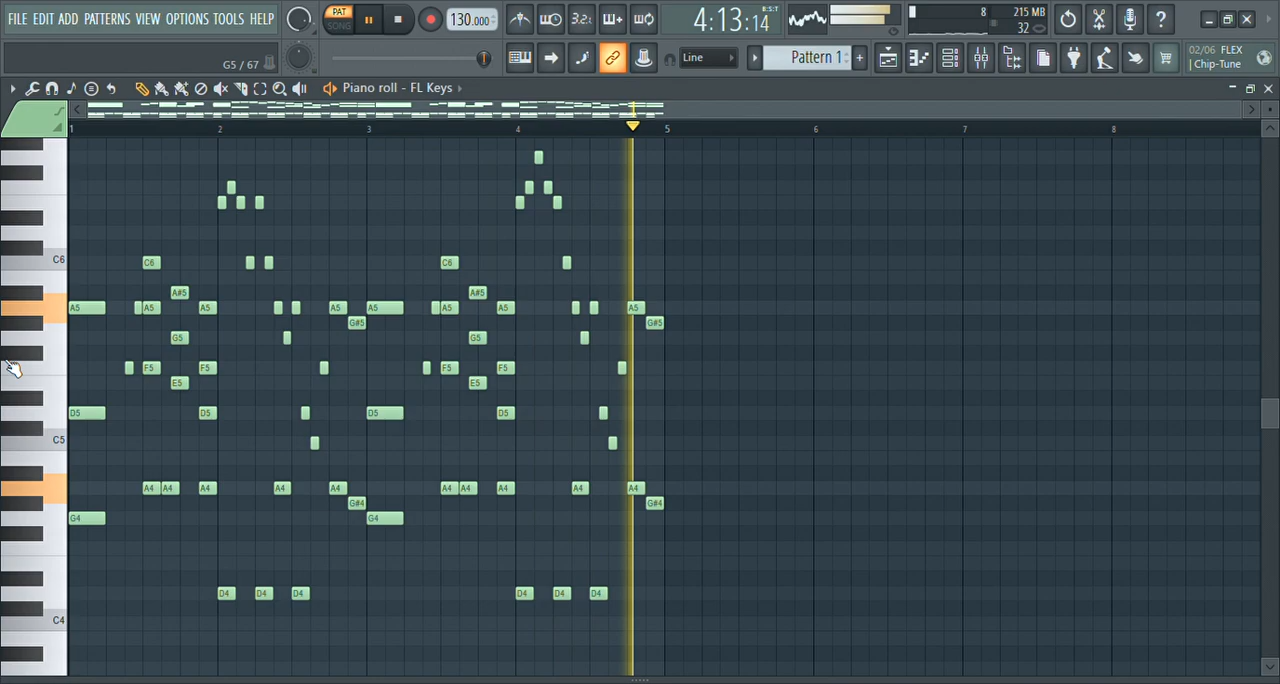 FILE EDIT ADD PATTERNS VIEW OPTIONS TOOLS HELP
PAT
SONG
130.000
3.2.
4:13:14
B:S:T
8
215 MB
32
?
02/06 FLEX
| Chip-Tune
G5 / 67
Line
Pattern 1
+
Piano roll - FL Keys
1 2 3 4 5 6 7 8
C6 C6 C6
A#5 A#5
A5 A5 A5 A5 A5 A5 A5 A5
G#5 G#5
G5 G5
F5 F5 F5 F5
E5 E5
D5 D5 D5 D5
C5
A4 A4 A4 A4 A4 A4 A4 A4 A4 A4
G#4 G#4
G4 G4
D4 D4 D4 D4 D4 D4
C4